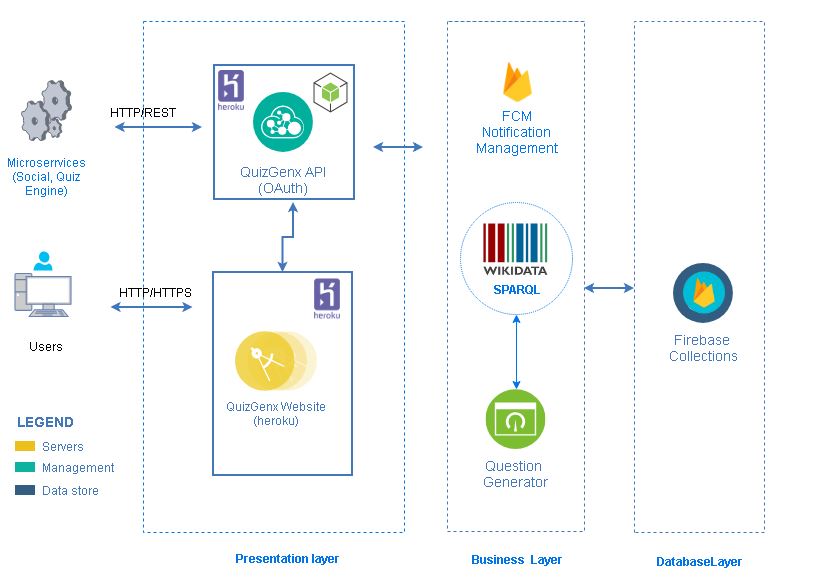 heroku
HTTP/REST
Microservices
(Social, Quiz
Engine)
QuizGenx API
(OAuth)
FCM
Notification
Management
WIKIDATA
SPARQL
HTTP/HTTPS
Users
heroku
QuizGenx Website
(heroku)
Firebase
Collections
Question
Generator
LEGEND
Servers
Management
Data store
Presentation layer
Business Layer
DatabaseLayer